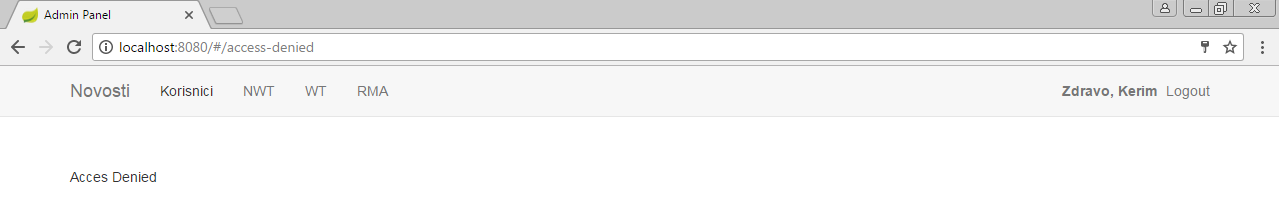 Admin Panel
localhost:8080/#/access-denied
Novosti Korisnici NWT WT RMA Zdravo, Kerim Logout
Acces Denied